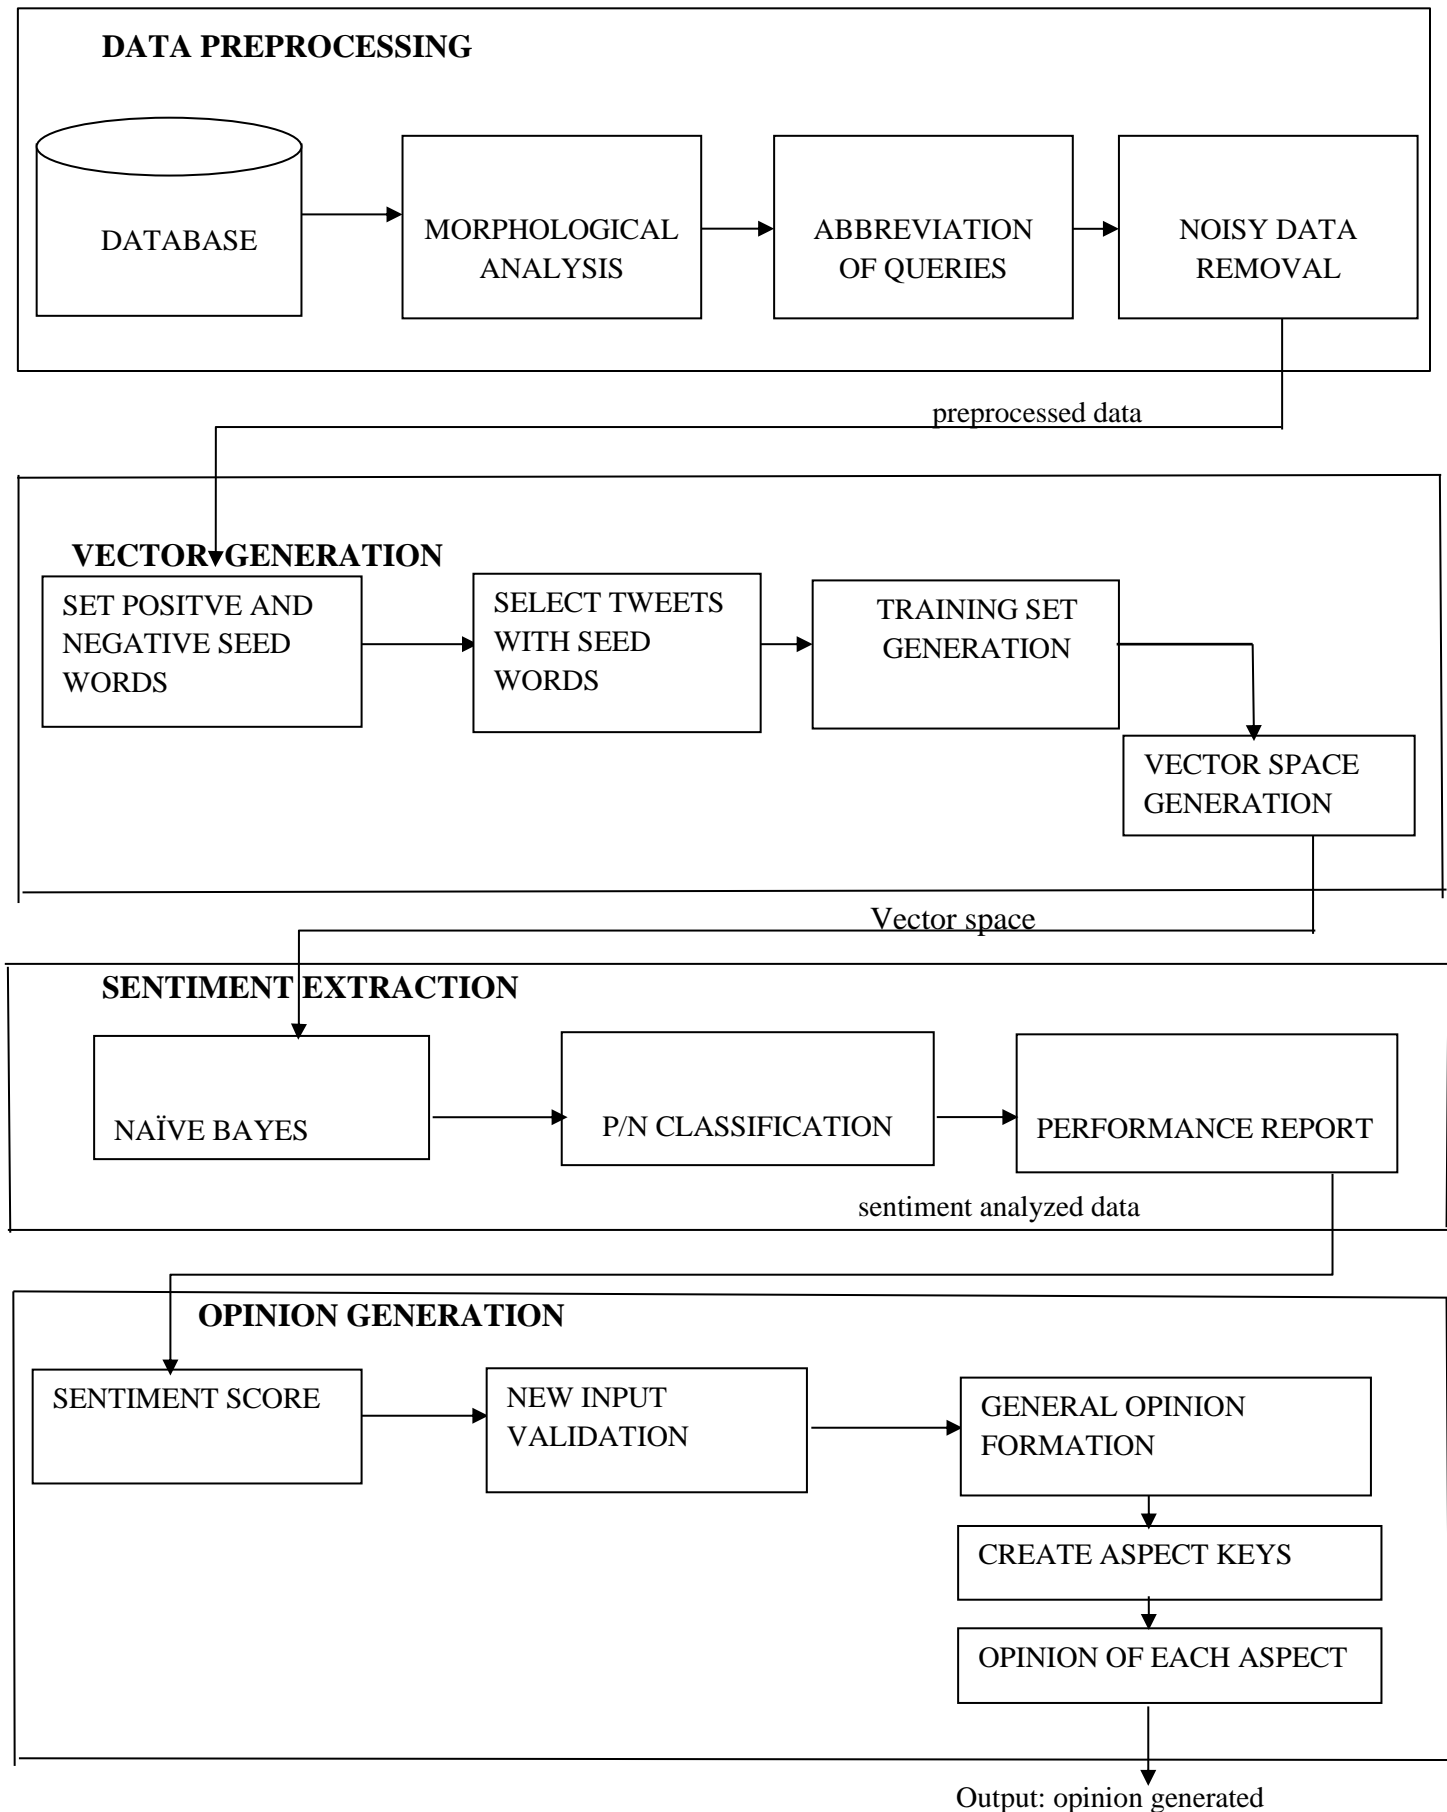 DATA PREPROCESSING
DATABASE
MORPHOLOGICAL
ANALYSIS
ABBREVIATION
OF QUERIES
NOISY DATA
REMOVAL
preprocessed data
VECTOR GENERATION
SET POSITVE AND
NEGATIVE SEED
WORDS
SELECT TWEETS
WITH SEED
WORDS
TRAINING SET
GENERATION
VECTOR SPACE
GENERATION
Vector space
SENTIMENT EXTRACTION
NAÏVE BAYES
P/N CLASSIFICATION
PERFORMANCE REPORT
sentiment analyzed data
OPINION GENERATION
SENTIMENT SCORE
NEW INPUT
VALIDATION
GENERAL OPINION
FORMATION
CREATE ASPECT KEYS
OPINION OF EACH ASPECT
Output: opinion generated